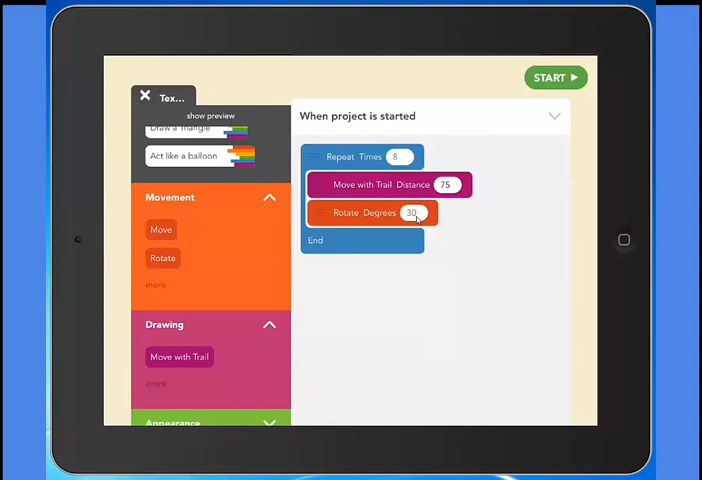 START
Tex...
show preview
When project is started
Draw a Triangle
Repeat Times 8
Act like a balloon
Move with Trail Distance 75
Movement
Rotate Degrees 30
Move
End
Rotate
more
Drawing
Move with Trail
more
Appearance